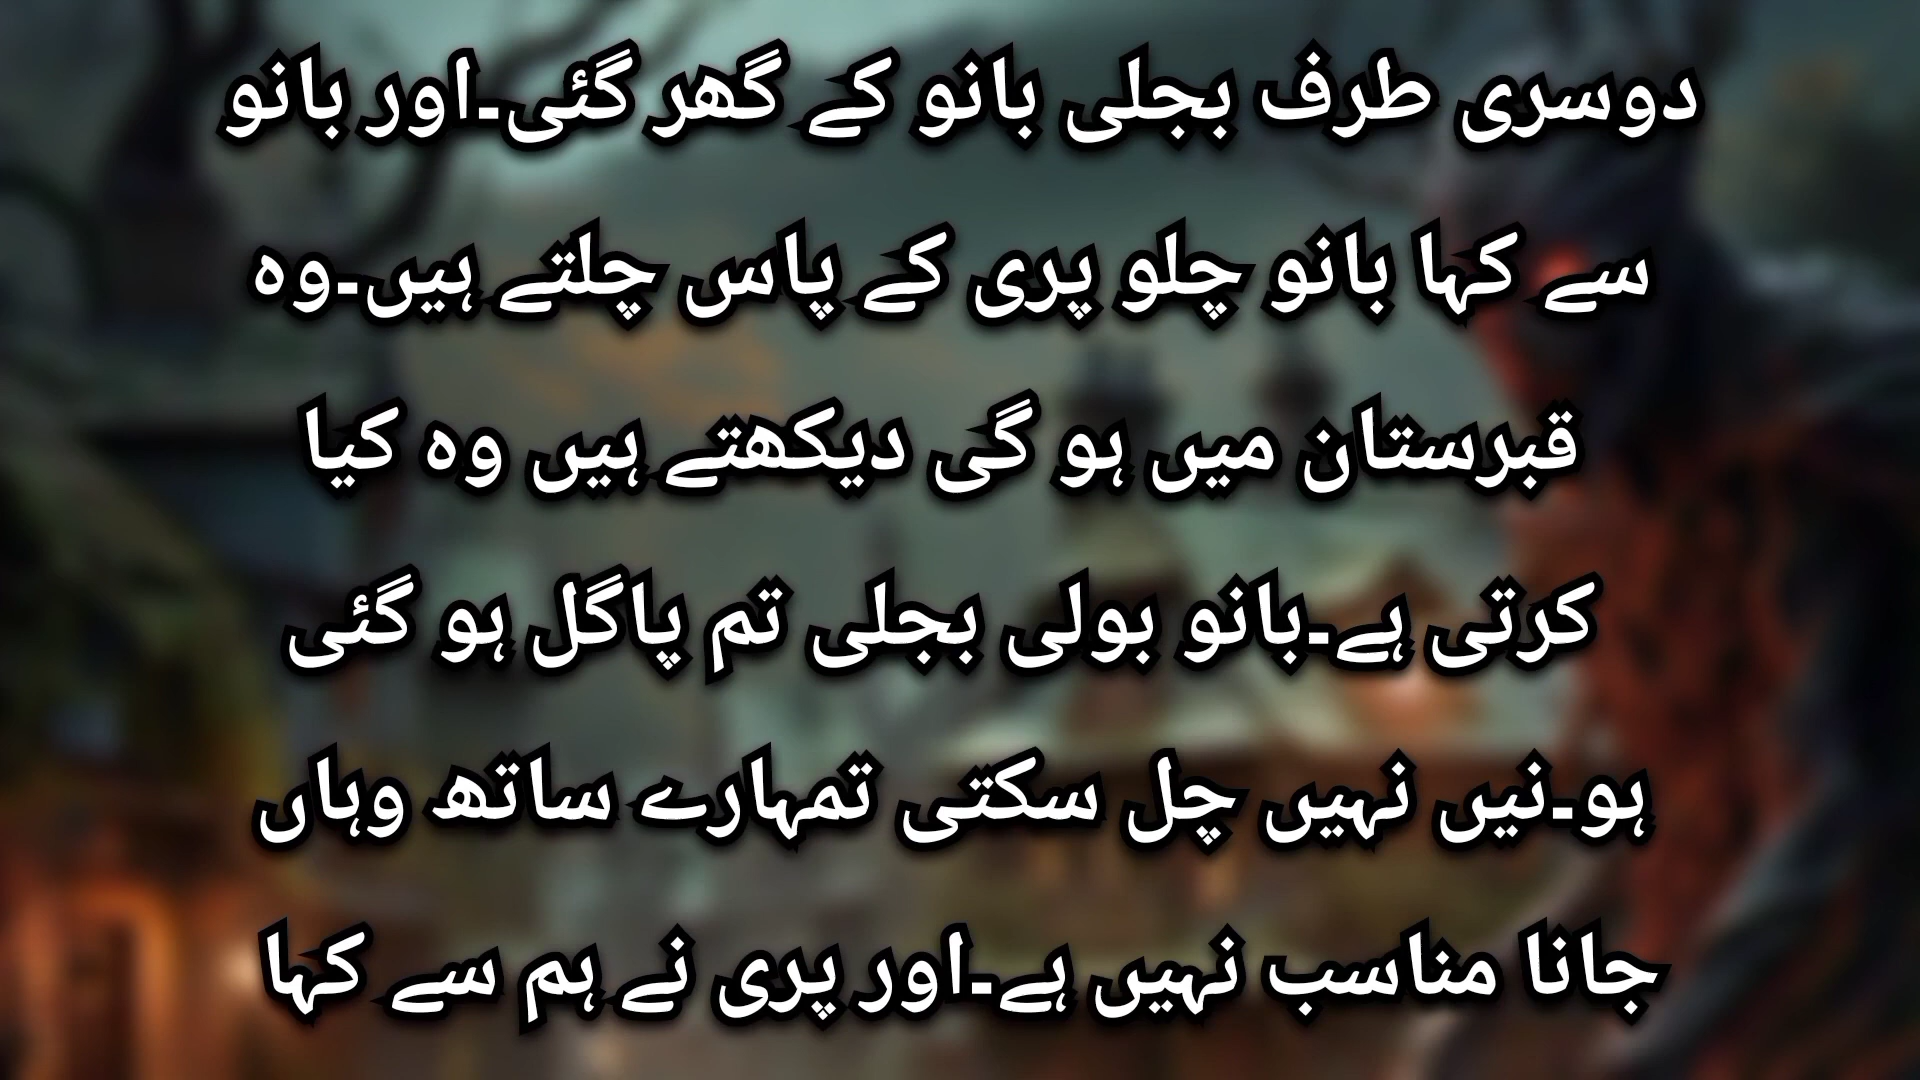 دوسری طرف بجلی بانو کے گھر گئی۔اور بانو
سے کہا بانو چلو پری کے پاس چلتے ہیں۔وہ
قبرستان میں ہو گی دیکھتے ہیں وہ کیا
کرتی ہے۔بانو بولی بجلی تم پاگل ہو گئی
ہو۔نیں نہیں چل سکتی تمہارے ساتھ وہاں
جانا مناسب نہیں ہے۔اور پری نے ہم سے کہا